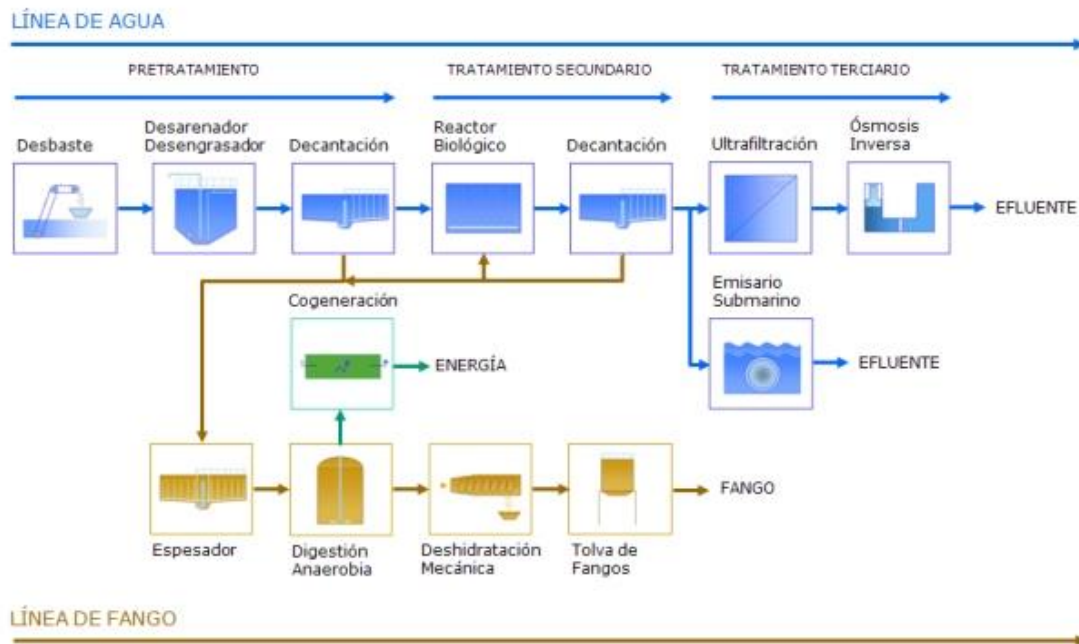 LÍNEA DE AGUA
PRETRATAMIENTO
TRATAMIENTO SECUNDARIO
TRATAMIENTO TERCIARIO
Desbaste
Desarenador
Desengrasador
Decantación
Reactor
Biológico
Decantación
Ultrafiltración
Ósmosis
Inversa
EFLUENTE
Cogeneración
ENERGÍA
Emisario
Submarino
EFLUENTE
Espesador
Digestión
Anaerobia
Deshidratación
Mecánica
Tolva de
Fangos
FANGO
LÍNEA DE FANGO